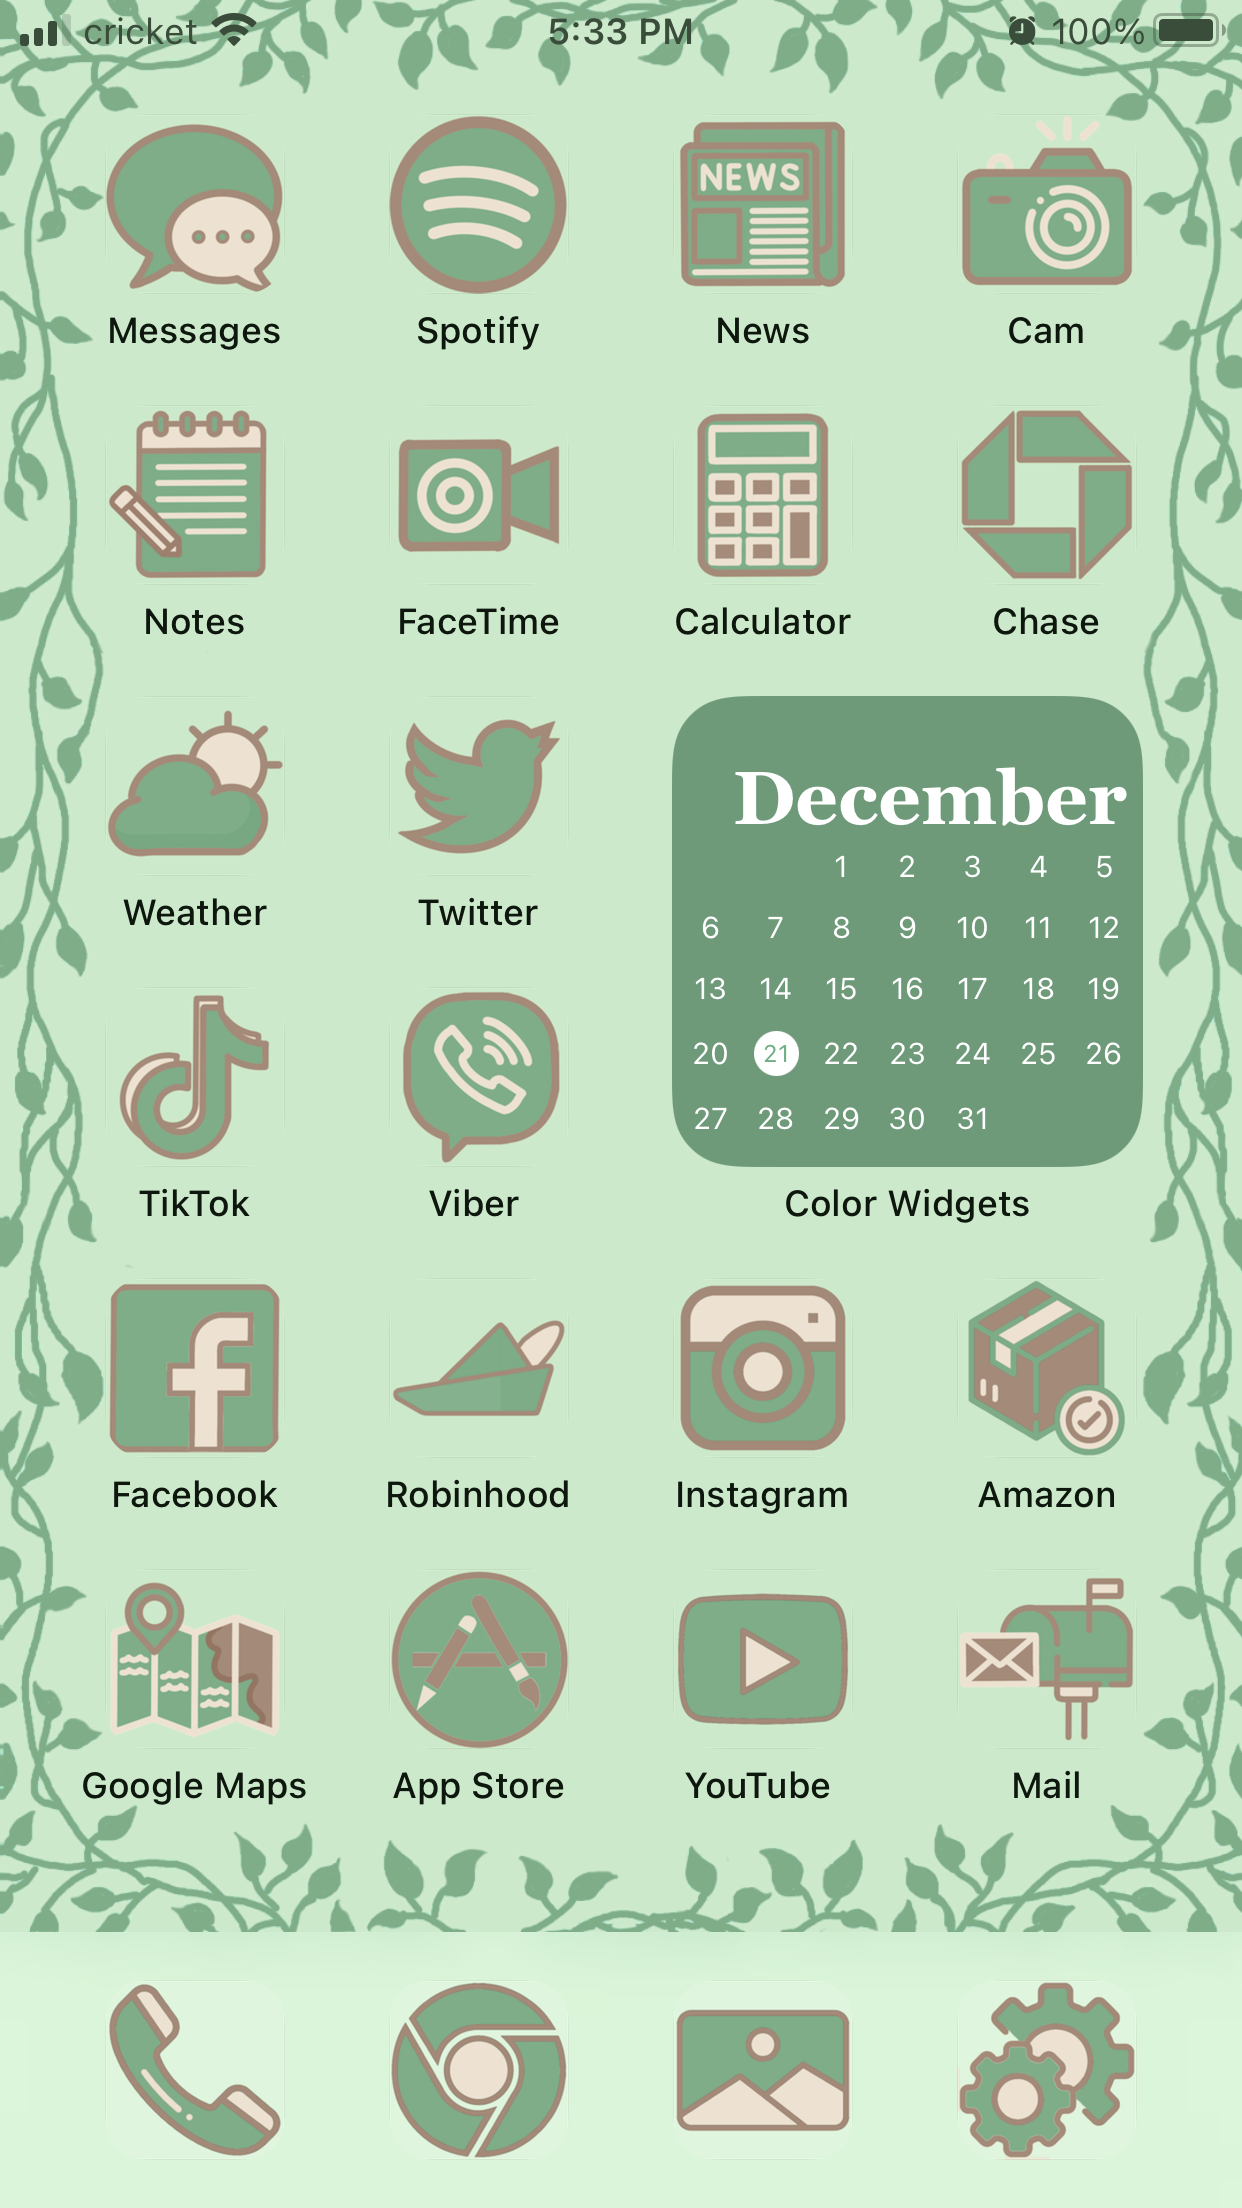 cricket 5:33 PM 100%
NEWS
Messages Spotify News Cam
Notes FaceTime Calculator Chase
December
1 2 3 4 5
Weather Twitter
6 7 8 9 10 11 12
13 14 15 16 17 18 19
20 21 22 23 24 25 26
27 28 29 30 31
TikTok Viber Color Widgets
Facebook Robinhood Instagram Amazon
Google Maps App Store YouTube Mail